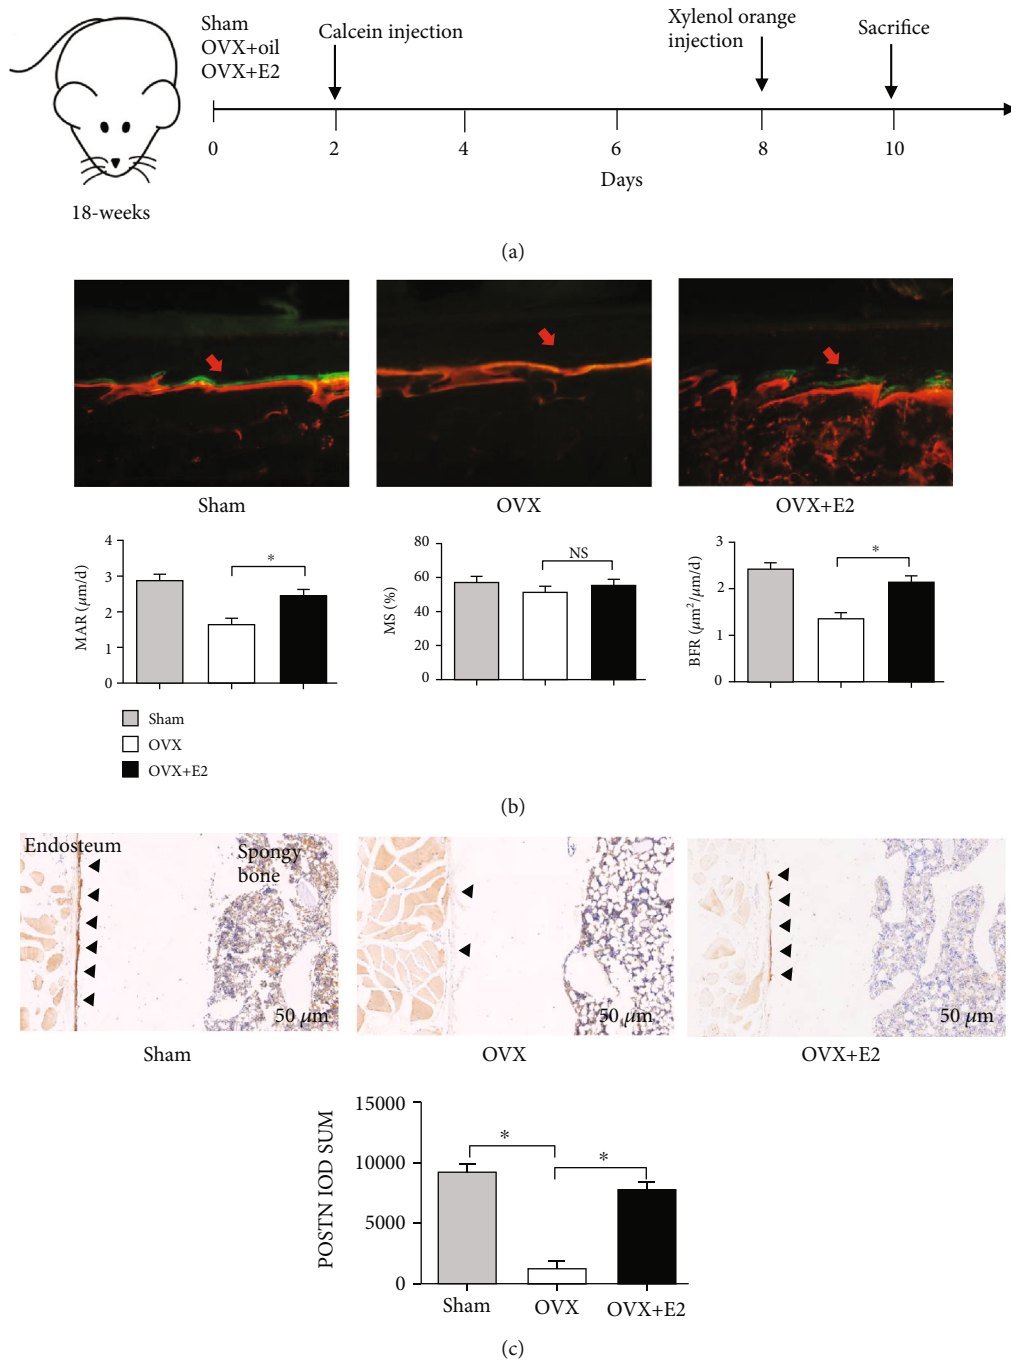 Sham
OVX+oil
OVX+E2
Calcein injection
Xylenol orange
injection
Sacrifice
0 2 4 6 8 10
Days
18-weeks
(a)
Sham OVX OVX+E2
MAR (μm/d)
4
3
2
1
0
*
MS (%)
80
60
40
20
0
NS
BFR (μm²/μm/d)
3
2
1
0
*
Sham
OVX
OVX+E2
(b)
Endosteum
Spongy
bone
50 μm
50 μm
50 μm
Sham OVX OVX+E2
POSTN IOD SUM
15000
10000
5000
0
*
*
Sham OVX OVX+E2
(c)